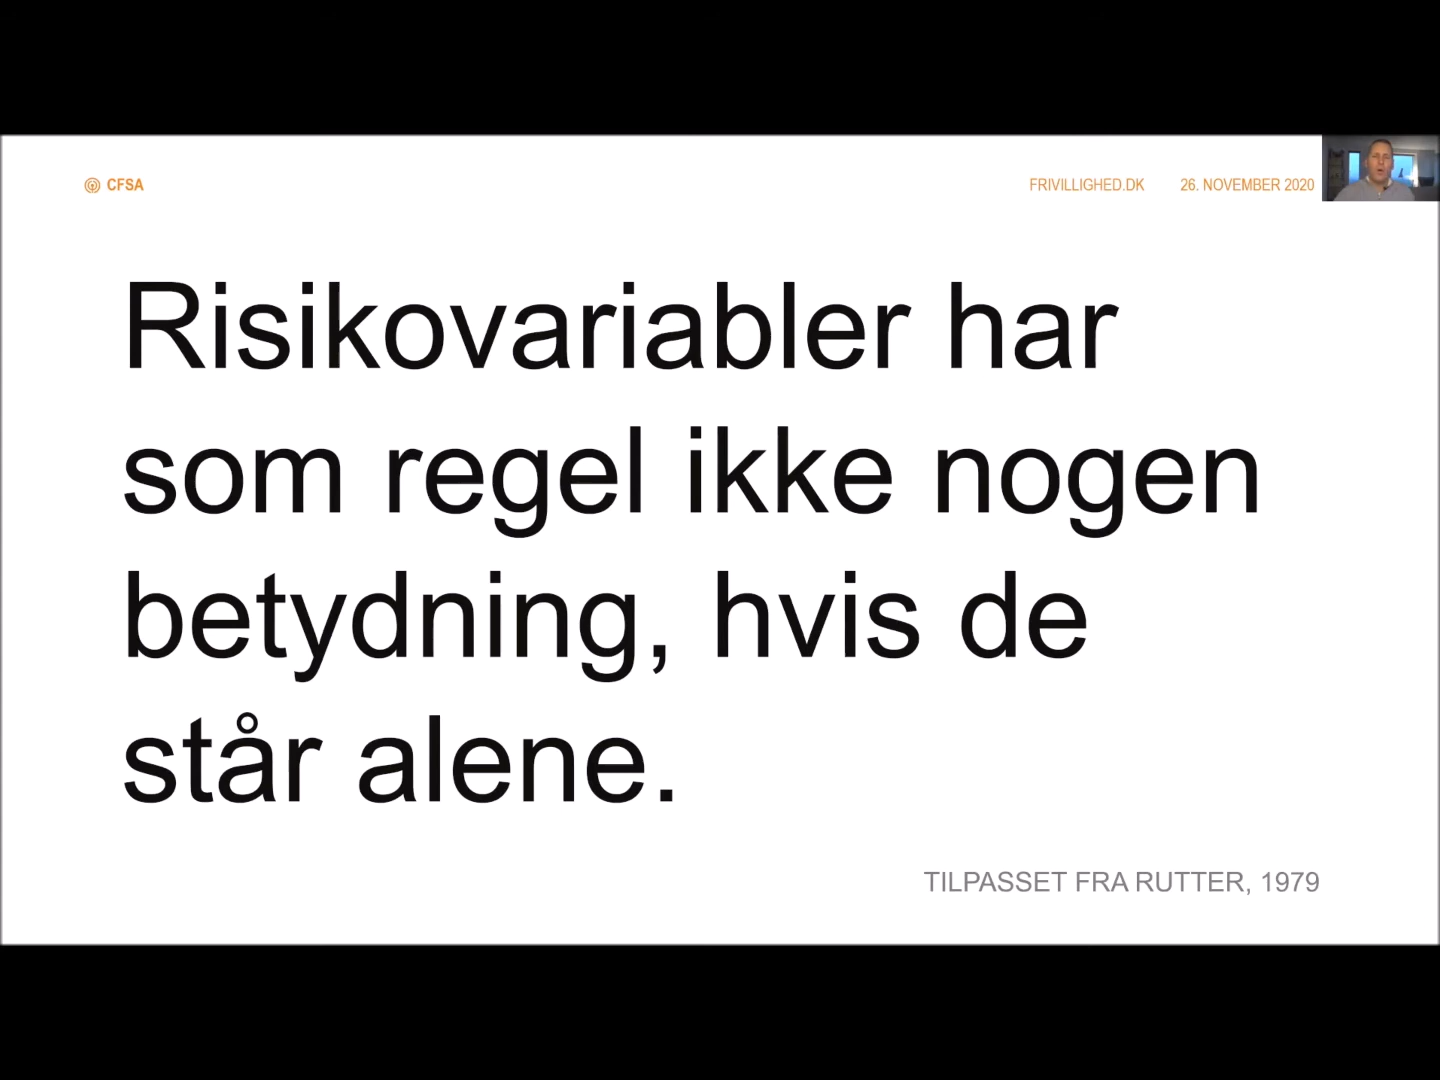 CFSA
FRIVILLIGHED.DK
26. NOVEMBER 2020
Risikovariabler har
som regel ikke nogen
betydning, hvis de
står alene.
TILPASSET FRA RUTTER, 1979